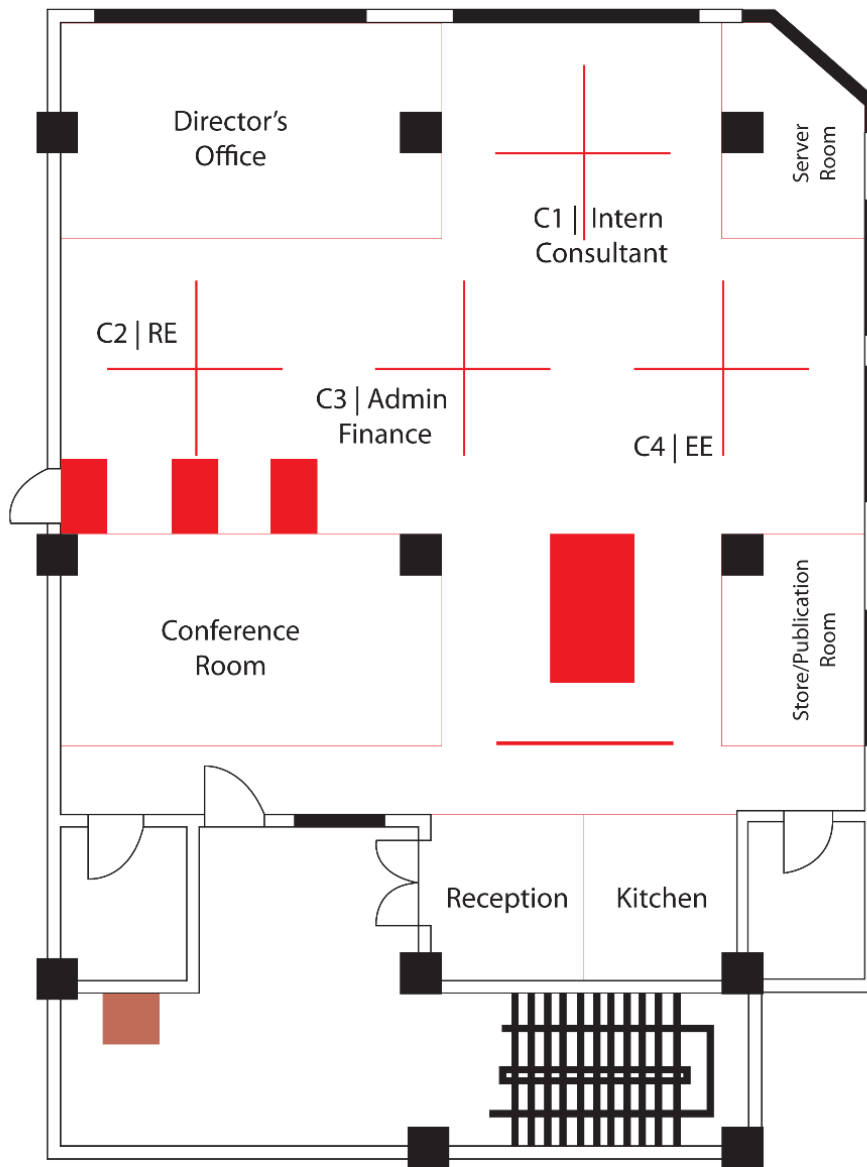 Director's
Office
Server
Room
C1 | Intern
Consultant
C2 | RE
C3 | Admin
Finance
C4 | EE
Conference
Room
Store/Publication
Room
Reception
Kitchen